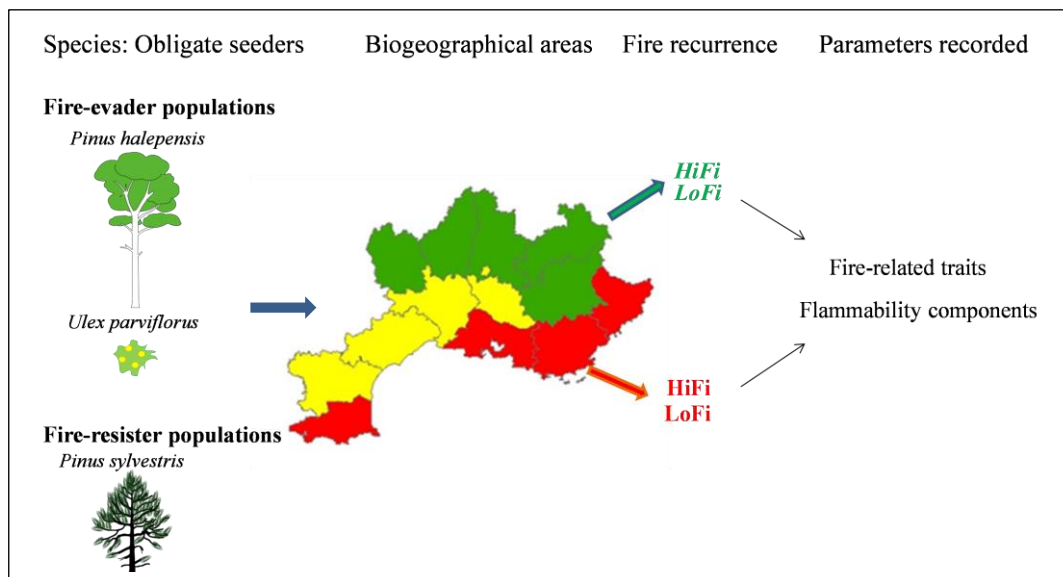 Species: Obligate seeders Biogeographical areas Fire recurrence Parameters recorded
Fire-evader populations
Pinus halepensis
Ulex parviflorus
Fire-resister populations
Pinus sylvestris
HiFi
LoFi
HiFi
LoFi
Fire-related traits
Flammability components